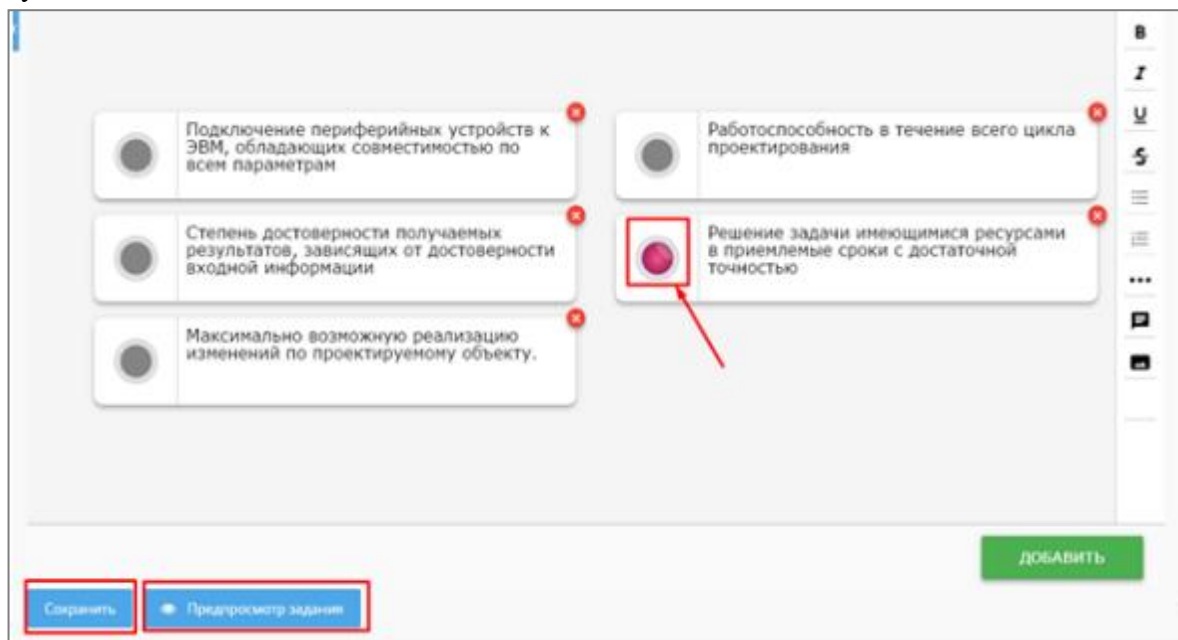 Подключение периферийных устройств к
ЭВМ, обладающих совместимостью по
всем параметрам
Работоспособность в течение всего цикла
проектирования
Степень достоверности получаемых
результатов, зависящих от достоверности
входной информации
Решение задачи имеющимися ресурсами
в приемлемые сроки с достаточной
точностью
Максимально возможную реализацию
изменений по проектируемому объекту.
B
I
U
S
ДОБАВИТЬ
Сохранить
Предпросмотр задания